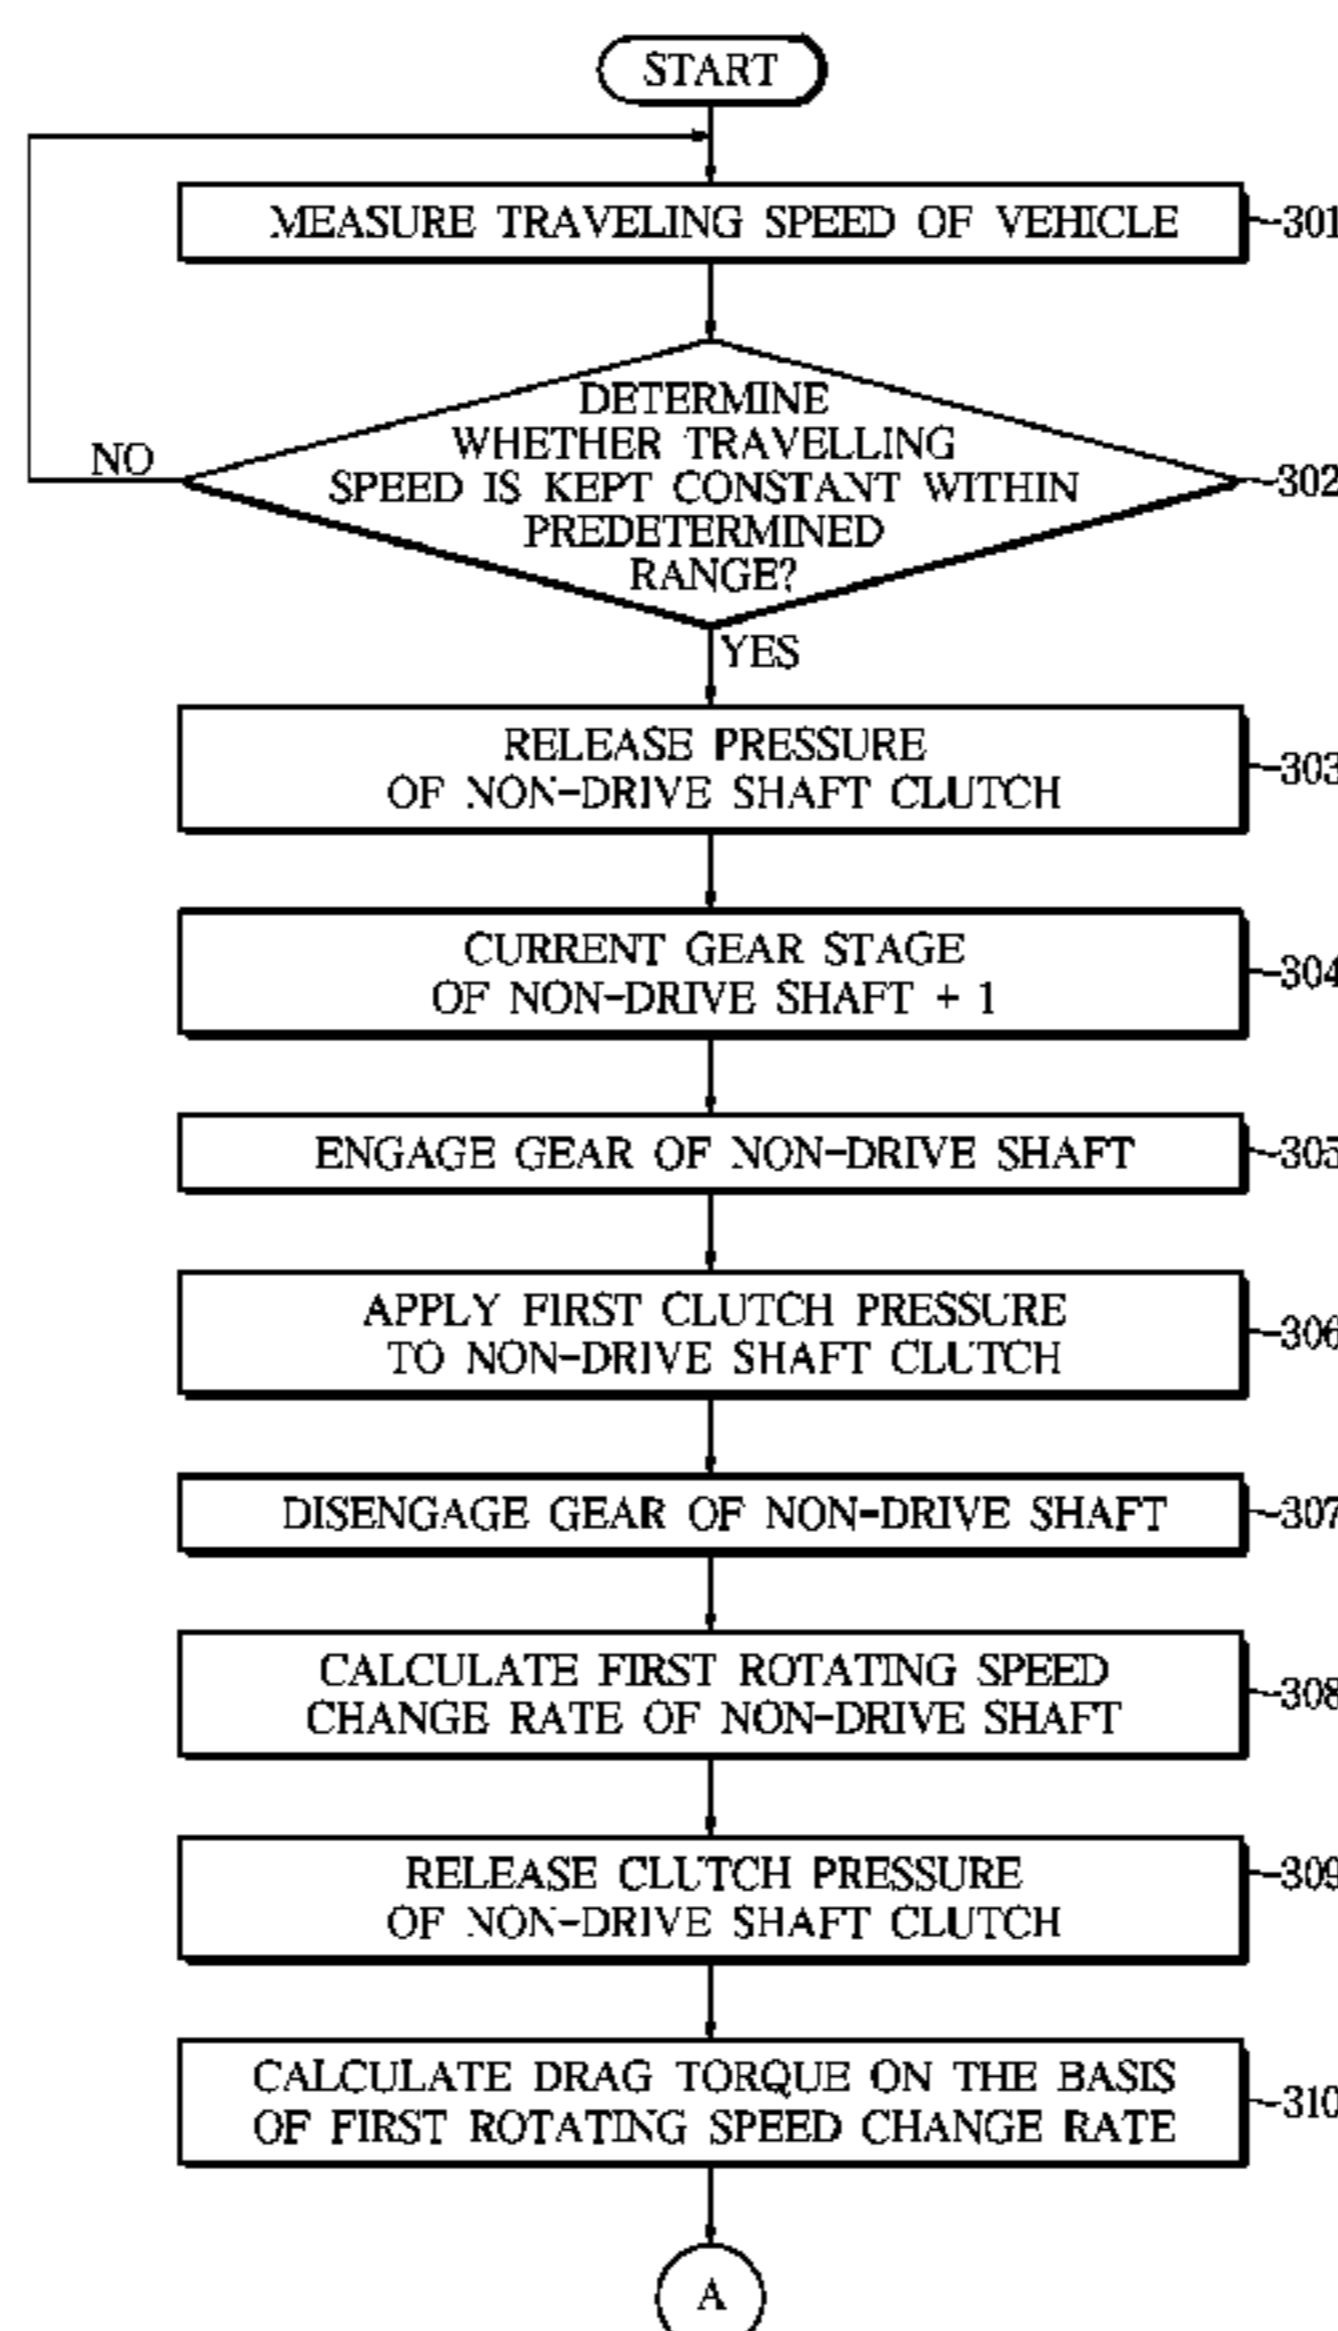 START
MEASURE TRAVELING SPEED OF VEHICLE
301
DETERMINE
WHETHER TRAVELLING
SPEED IS KEPT CONSTANT WITHIN
PREDETERMINED
RANGE?
302
NO
YES
RELEASE PRESSURE
OF NON-DRIVE SHAFT CLUTCH
303
CURRENT GEAR STAGE
OF NON-DRIVE SHAFT + 1
304
ENGAGE GEAR OF NON-DRIVE SHAFT
305
APPLY FIRST CLUTCH PRESSURE
TO NON-DRIVE SHAFT CLUTCH
306
DISENGAGE GEAR OF NON-DRIVE SHAFT
307
CALCULATE FIRST ROTATING SPEED
CHANGE RATE OF NON-DRIVE SHAFT
308
RELEASE CLUTCH PRESSURE
OF NON-DRIVE SHAFT CLUTCH
309
CALCULATE DRAG TORQUE ON THE BASIS
OF FIRST ROTATING SPEED CHANGE RATE
310
A